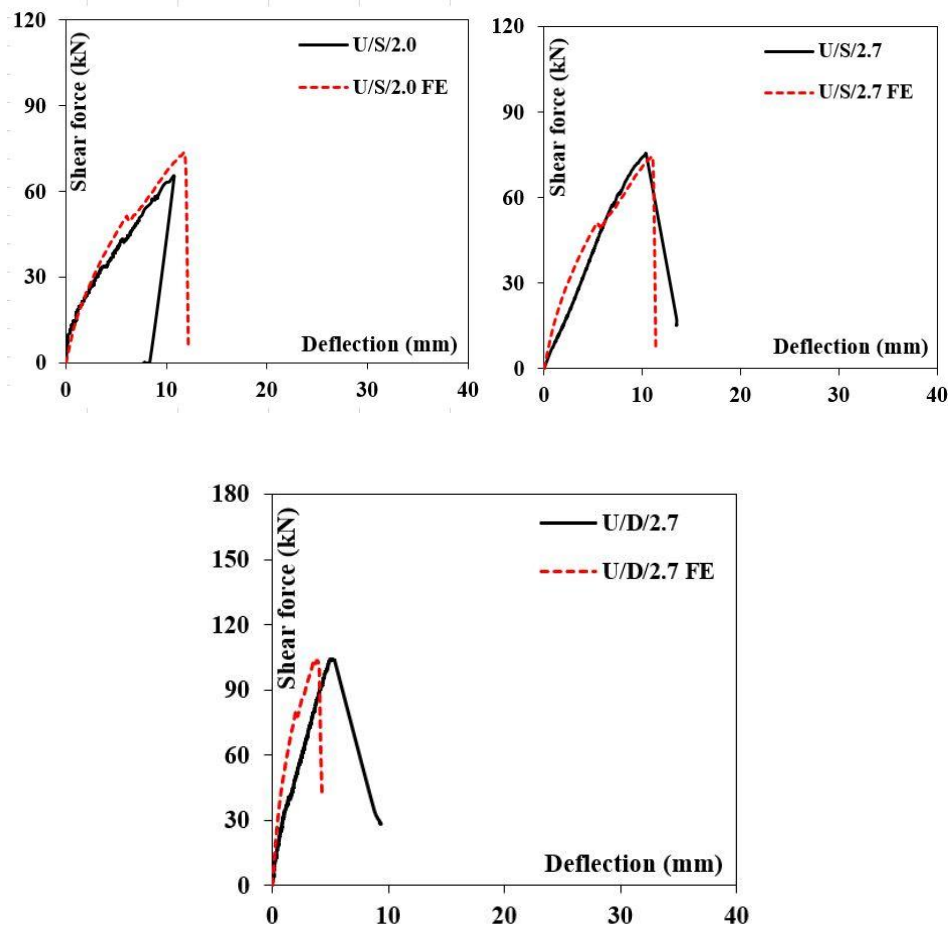 120
90
60
30
0
Shear force (kN)
U/S/2.0
U/S/2.0 FE
Deflection (mm)
0 10 20 30 40
120
90
60
30
0
Shear force (kN)
U/S/2.7
U/S/2.7 FE
Deflection (mm)
0 10 20 30 40
180
150
120
90
60
30
0
Shear force (kN)
U/D/2.7
U/D/2.7 FE
Deflection (mm)
0 10 20 30 40